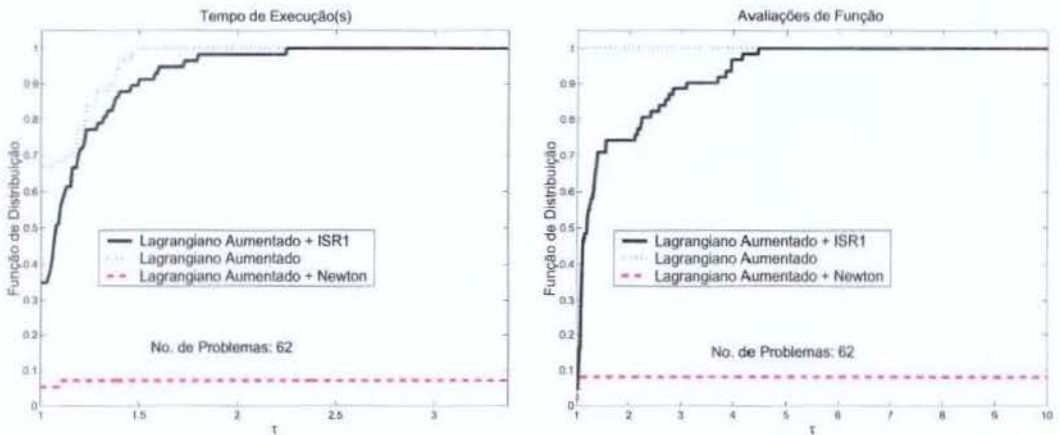 Tempo de Execução(s)
Função de Distribuição
1
0.9
0.8
0.7
0.6
0.5
0.4
0.3
0.2
0.1
0
Lagrangiano Aumentado + ISR1
Lagrangiano Aumentado
Lagrangiano Aumentado + Newton
No. de Problemas: 62
1
1.5
2
2.5
3
τ
Avaliações de Função
Função de Distribuição
1
0.9
0.8
0.7
0.6
0.5
0.4
0.3
0.2
0.1
0
Lagrangiano Aumentado + ISR1
Lagrangiano Aumentado
Lagrangiano Aumentado + Newton
No. de Problemas: 62
1
2
3
4
5
6
7
8
9
10
τ